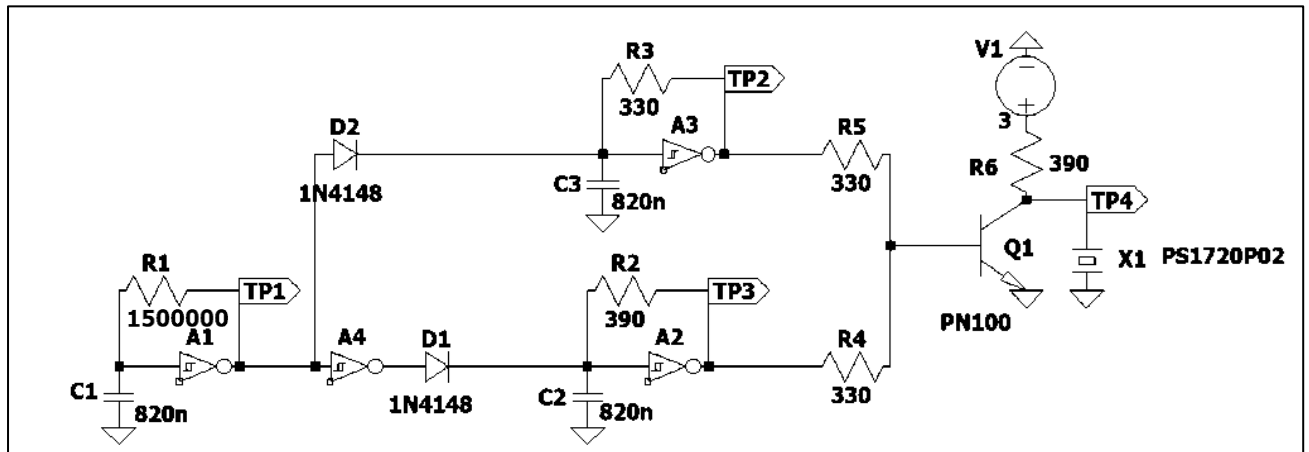 V1
−
+
3
R6
390
TP4
X1
PS1720P02
Q1
PN100
R3
330
TP2
A3
D2
1N4148
C3
820n
R5
330
R1
1500000
TP1
A1
C1
820n
A4
D1
1N4148
R2
390
TP3
A2
C2
820n
R4
330